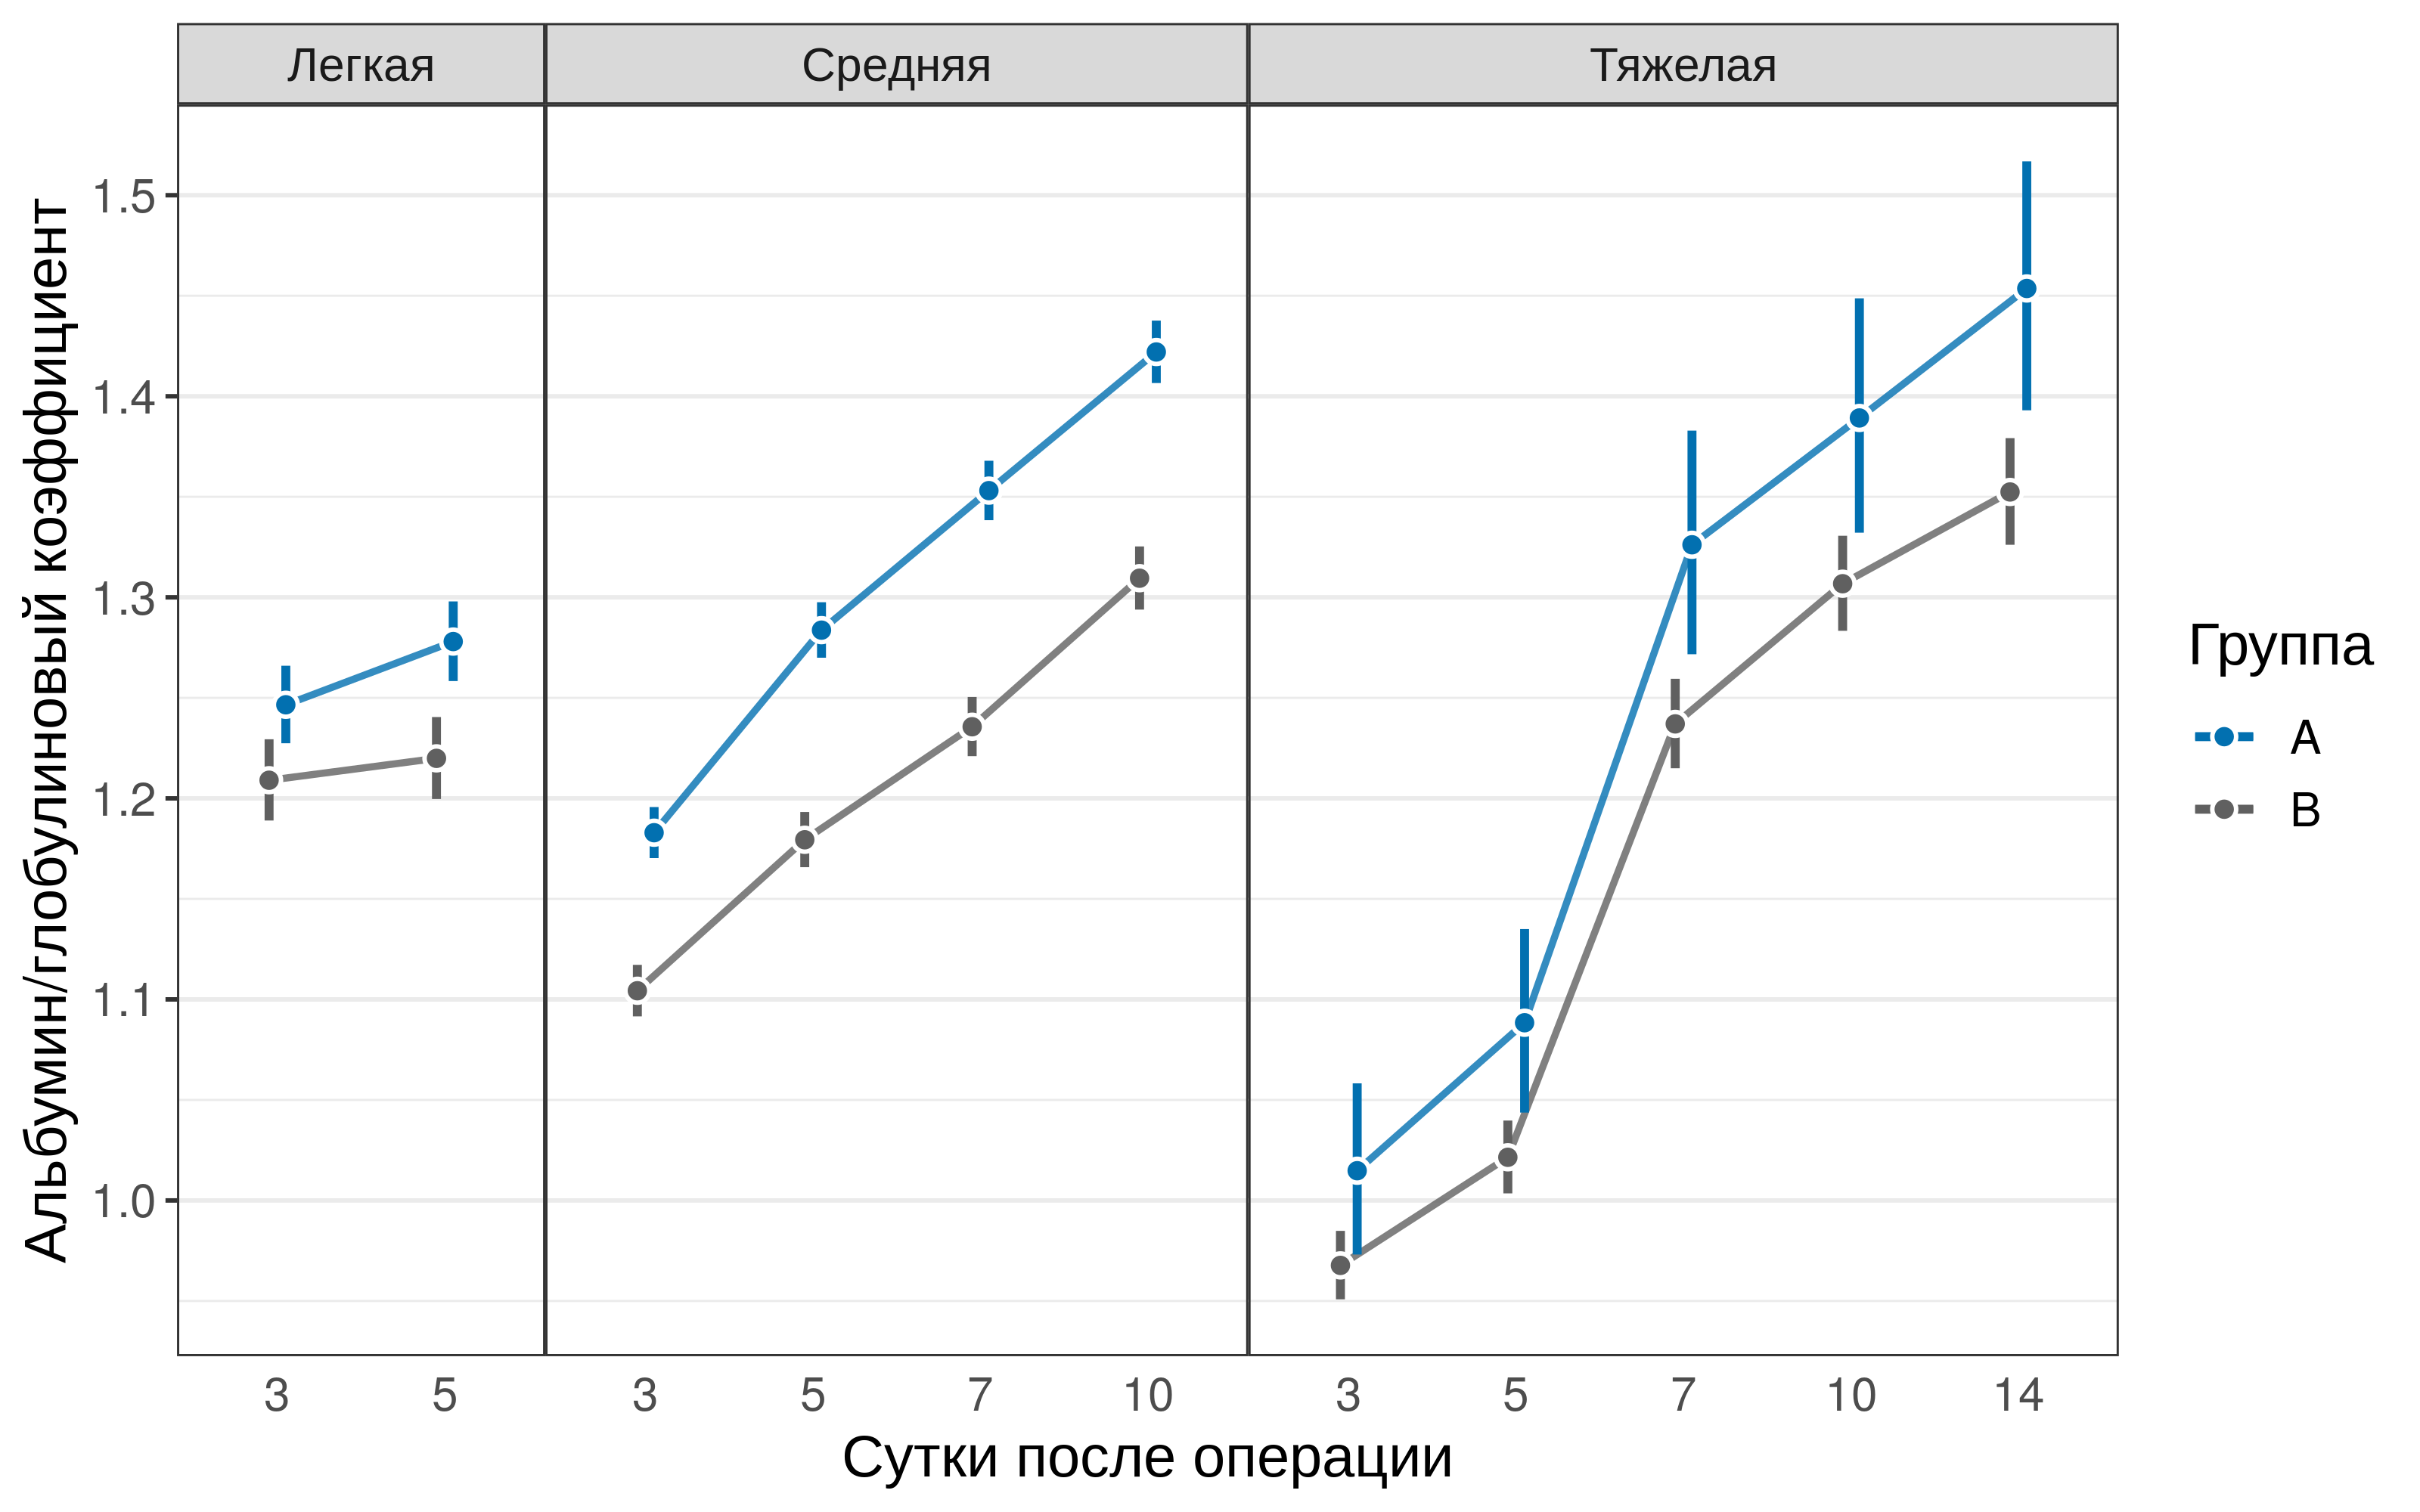 Легкая
Средняя
Тяжелая
Альбумин/глобулиновый коэффициент
1.5
1.4
1.3
1.2
1.1
1.0
3 5 3 5 7 10 3 5 7 10 14
Сутки после операции
Группа
A
B